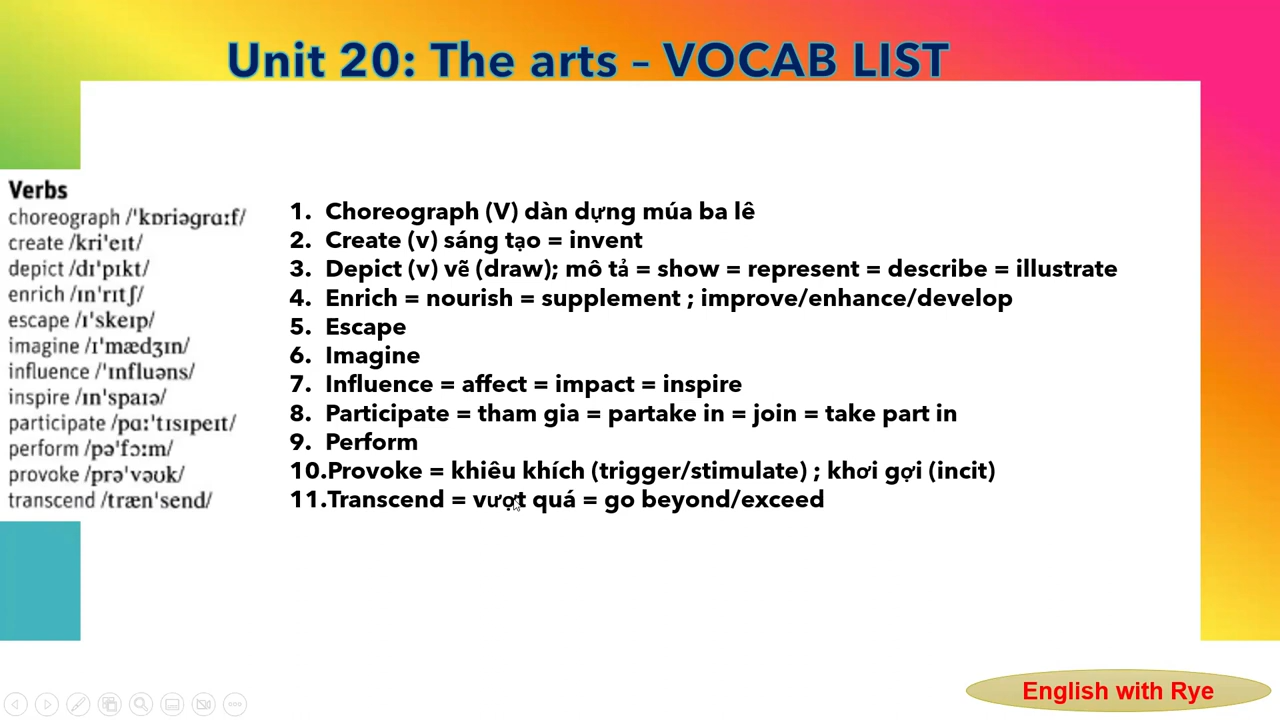 Unit 20: The arts – VOCAB LIST
Verbs
choreograph /ˈkɒriəɡrɑːf/
create /kriˈeɪt/
depict /dɪˈpɪkt/
enrich /ɪnˈrɪtʃ/
escape /ɪˈskeɪp/
imagine /ɪˈmædʒɪn/
influence /ˈɪnfluəns/
inspire /ɪnˈspaɪə/
participate /pɑːˈtɪsɪpeɪt/
perform /pəˈfɔːm/
provoke /prəˈvəʊk/
transcend /trænˈsend/
1. Choreograph (V) dàn dựng múa ba lê
2. Create (v) sáng tạo = invent
3. Depict (v) vẽ (draw); mô tả = show = represent = describe = illustrate
4. Enrich = nourish = supplement ; improve/enhance/develop
5. Escape
6. Imagine
7. Influence = affect = impact = inspire
8. Participate = tham gia = partake in = join = take part in
9. Perform
10.Provoke = khiêu khích (trigger/stimulate) ; khơi gợi (incit)
11.Transcend = vượt quá = go beyond/exceed
English with Rye